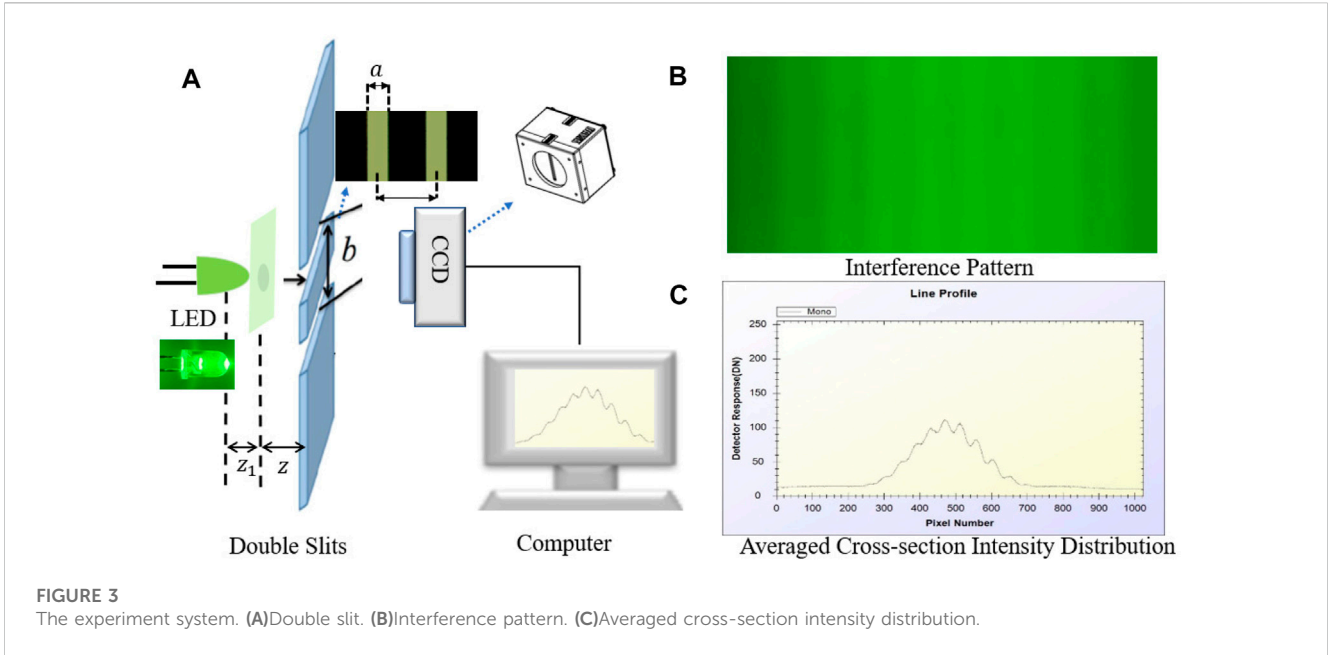 A
a
b
CCD
LED
z1
z
Double Slits
Computer
B
Interference Pattern
C
Line Profile
Mono
Detector Response(DN)
250
200
150
100
50
0
0 100 200 300 400 500 600 700 800 900 1000
Pixel Number
Averaged Cross-section Intensity Distribution
FIGURE 3
The experiment system. (A)Double slit. (B)Interference pattern. (C)Averaged cross-section intensity distribution.